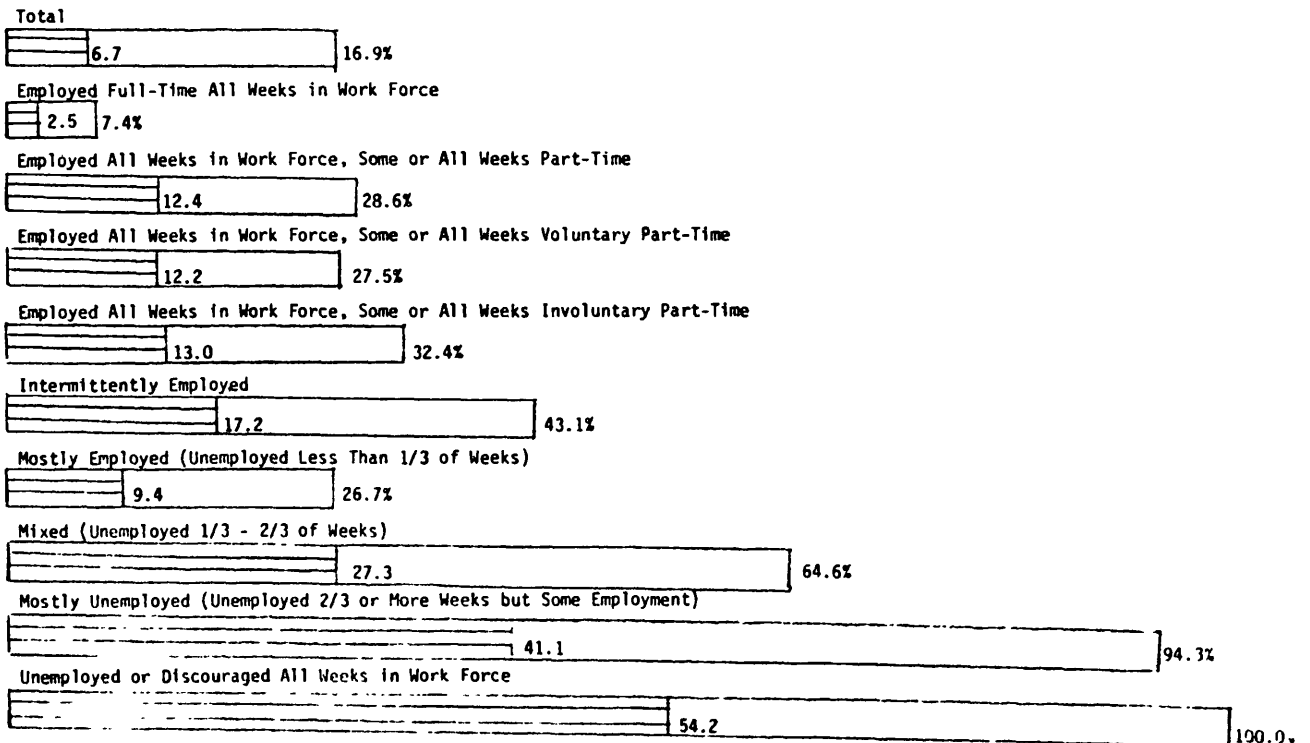 Total
6.7 16.9%
Employed Full-Time All Weeks in Work Force
2.5 7.4%
Employed All Weeks in Work Force, Some or All Weeks Part-Time
12.4 28.6%
Employed All Weeks in Work Force, Some or All Weeks Voluntary Part-Time
12.2 27.5%
Employed All Weeks in Work Force, Some or All Weeks Involuntary Part-Time
13.0 32.4%
Intermittently Employed
17.2 43.1%
Mostly Employed (Unemployed Less Than 1/3 of Weeks)
9.4 26.7%
Mixed (Unemployed 1/3 - 2/3 of Weeks)
27.3 64.6%
Mostly Unemployed (Unemployed 2/3 or More Weeks but Some Employment)
41.1 94.3%
Unemployed or Discouraged All Weeks in Work Force
54.2 100.0%